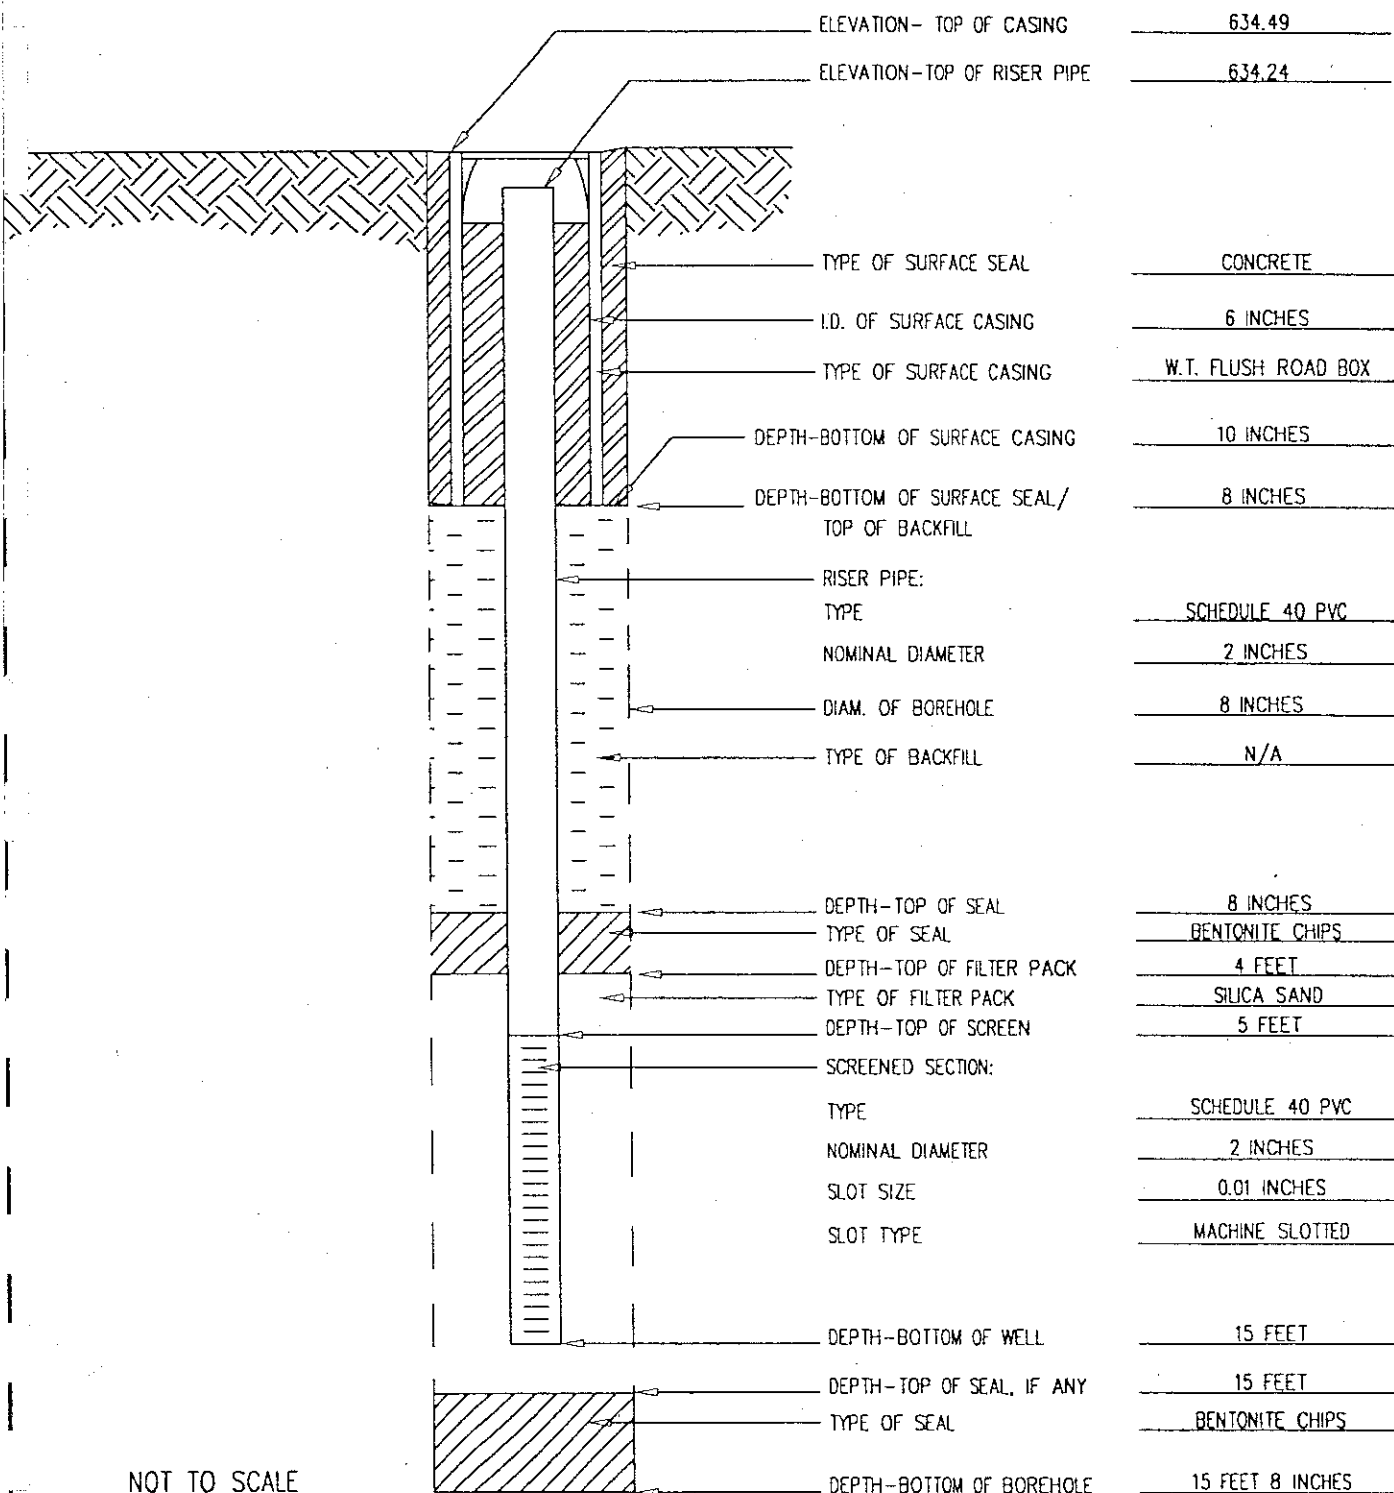 ELEVATION- TOP OF CASING 634.49
ELEVATION-TOP OF RISER PIPE 634.24
TYPE OF SURFACE SEAL CONCRETE
I.D. OF SURFACE CASING 6 INCHES
TYPE OF SURFACE CASING W.T. FLUSH ROAD BOX
DEPTH-BOTTOM OF SURFACE CASING 10 INCHES
DEPTH-BOTTOM OF SURFACE SEAL/ 8 INCHES
TOP OF BACKFILL
RISER PIPE:
TYPE SCHEDULE 40 PVC
NOMINAL DIAMETER 2 INCHES
DIAM. OF BOREHOLE 8 INCHES
TYPE OF BACKFILL N/A
DEPTH-TOP OF SEAL 8 INCHES
TYPE OF SEAL BENTONITE CHIPS
DEPTH-TOP OF FILTER PACK 4 FEET
TYPE OF FILTER PACK SILICA SAND
DEPTH-TOP OF SCREEN 5 FEET
SCREENED SECTION:
TYPE SCHEDULE 40 PVC
NOMINAL DIAMETER 2 INCHES
SLOT SIZE 0.01 INCHES
SLOT TYPE MACHINE SLOTTED
DEPTH-BOTTOM OF WELL 15 FEET
DEPTH-TOP OF SEAL, IF ANY 15 FEET
TYPE OF SEAL BENTONITE CHIPS
NOT TO SCALE
DEPTH-BOTTOM OF BOREHOLE 15 FEET 8 INCHES